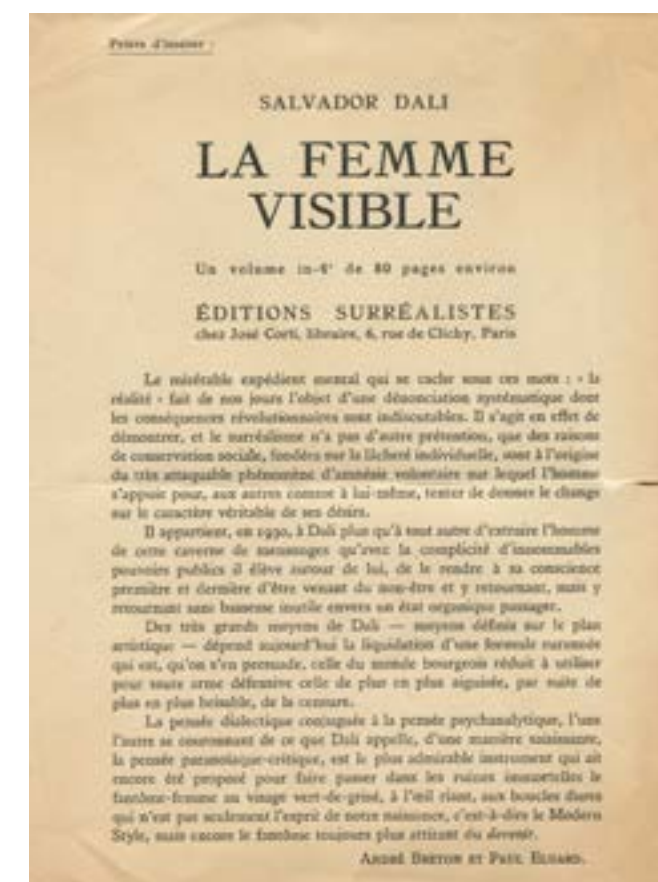 Prière d'insérer :
SALVADOR DALI
LA FEMME
VISIBLE
Un volume in-4° de 80 pages environ
ÉDITIONS SURRÉALISTES
chez José Corti, libraire, 6, rue de Clichy, Paris
Le misérable expédient mental qui se cache sous ces mots : « la
réalité » fait de nos jours l'objet d'une dénonciation systématique dont
les conséquences révolutionnaires sont indiscutables. Il s'agit en effet de
démontrer, et le surréalisme n'a pas d'autre prétention, que des raisons
de conservation sociale, fondées sur la lâcheté individuelle, sont à l'origine
du très attaquable phénomène d'amnésie volontaire sur lequel l'homme
s'appuie pour, aux autres comme à lui-même, tenter de donner le change
sur le caractère véritable de ses désirs.
Il appartient, en 1930, à Dali plus qu'à tout autre d'extraire l'homme
de cette caverne de mensonges qu'avec la complicité d'innommables
pouvoirs publics il élève autour de lui, de le rendre à sa conscience
première et dernière d'être venant du non-être et y retournant, mais y
retournant sans bassesse inutile envers un état organique passager.
Des très grands moyens de Dali — moyens définis sur le plan
artistique — dépend aujourd'hui la liquidation d'une formule surannée
qui est, qu'on s'en persuade, celle du monde bourgeois réduit à utiliser
pour toute arme défensive celle de plus en plus aiguisée, par suite de
plus en plus brisable, de la censure.
La pensée dialectique conjuguée à la pensée psychanalytique, l'une
l'autre se couronnant de ce que Dali appelle, d'une manière saisissante,
la pensée paranoïaque-critique, est le plus admirable instrument qui ait
encore été proposé pour faire passer dans les ruines immortelles le
fantôme-femme au visage vert-de-grisé, à l'œil riant, aux boucles dures
qui n'est pas seulement l'esprit de notre naissance, c'est-à-dire le Modern
Style, mais encore le fantôme toujours plus attirant du devenir.
ANDRÉ BRETON ET PAUL ELUARD.